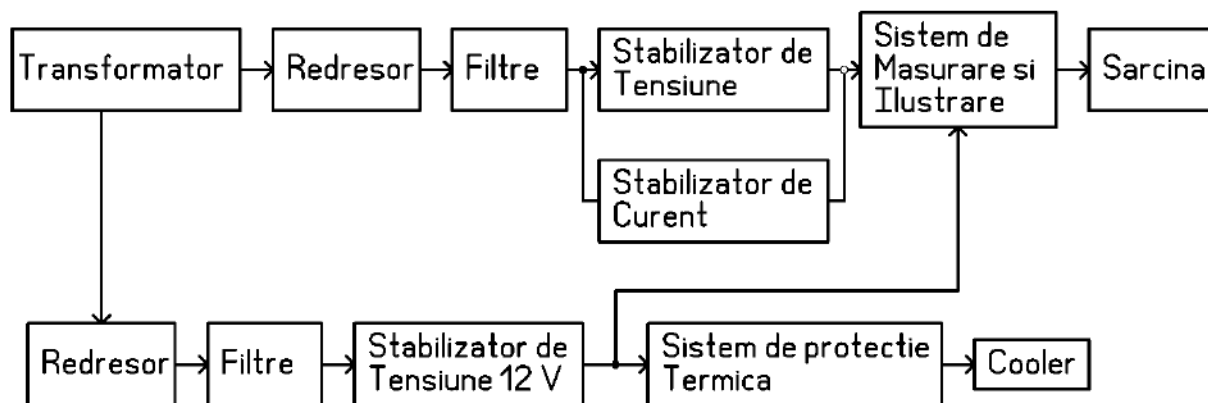 Transformator
Redresor
Filtre
Stabilizator de
Tensiune
Sistem de
Masurare si
Ilustrare
Sarcina
Stabilizator de
Curent
Redresor
Filtre
Stabilizator de
Tensiune 12 V
Sistem de protectie
Termica
Cooler